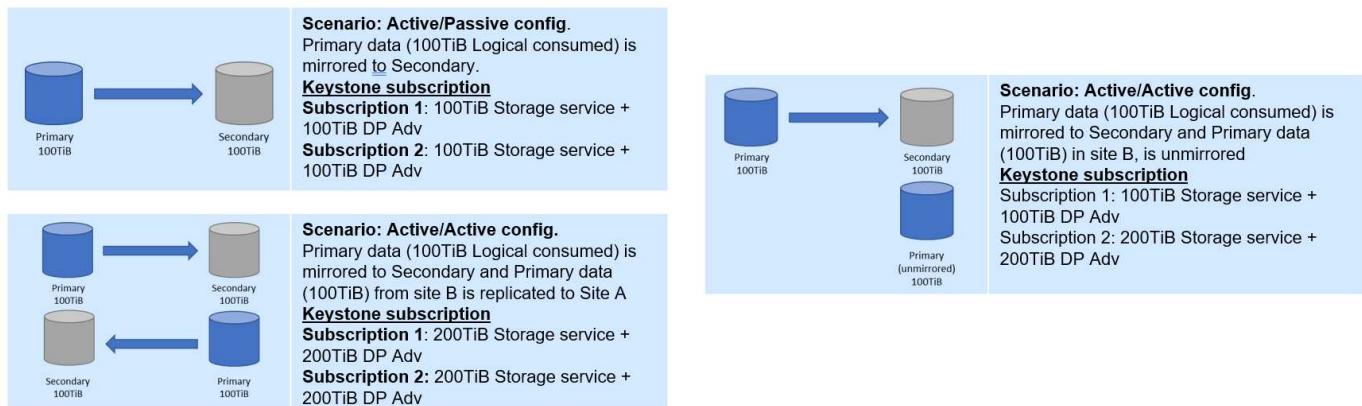 Scenario: Active/Passive config.
Primary data (100TiB Logical consumed) is
mirrored to Secondary.
Keystone subscription
Subscription 1: 100TiB Storage service +
100TiB DP Adv
Subscription 2: 100TiB Storage service +
100TiB DP Adv
Primary
100TiB
Secondary
100TiB
Scenario: Active/Active config.
Primary data (100TiB Logical consumed) is
mirrored to Secondary and Primary data
(100TiB) from site B is replicated to Site A
Keystone subscription
Subscription 1: 200TiB Storage service +
200TiB DP Adv
Subscription 2: 200TiB Storage service +
200TiB DP Adv
Primary
100TiB
Secondary
100TiB
Secondary
100TiB
Primary
100TiB
Scenario: Active/Active config.
Primary data (100TiB Logical consumed) is
mirrored to Secondary and Primary data
(100TiB) in site B, is unmirrored
Keystone subscription
Subscription 1: 100TiB Storage service +
100TiB DP Adv
Subscription 2: 200TiB Storage service +
200TiB DP Adv
Primary
100TiB
Secondary
100TiB
Primary
(unmirrored)
100TiB